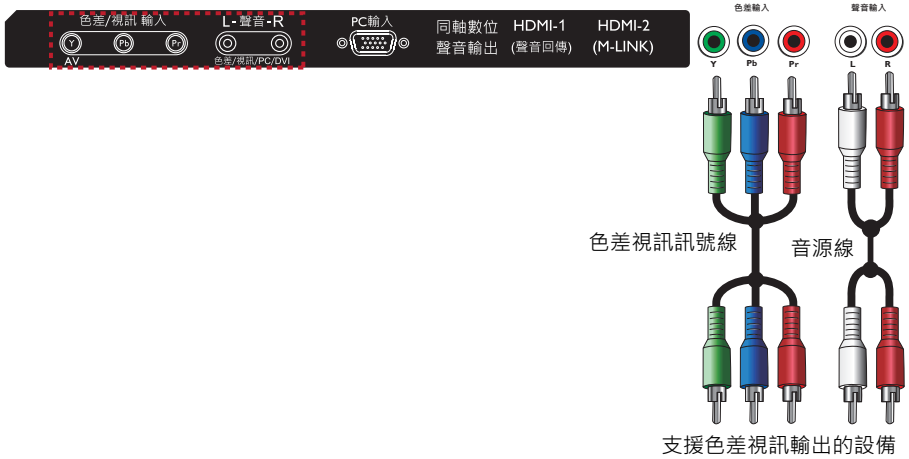 色差/視訊 輸入
Y Pb Pr
AV
L-聲音-R
色差/視訊/PC/DVI
PC輸入
同軸數位
聲音輸出
HDMI-1
(聲音回傳)
HDMI-2
(M-LINK)
色差輸入
Y Pb Pr
聲音輸入
L R
色差視訊訊號線
音源線
支援色差視訊輸出的設備